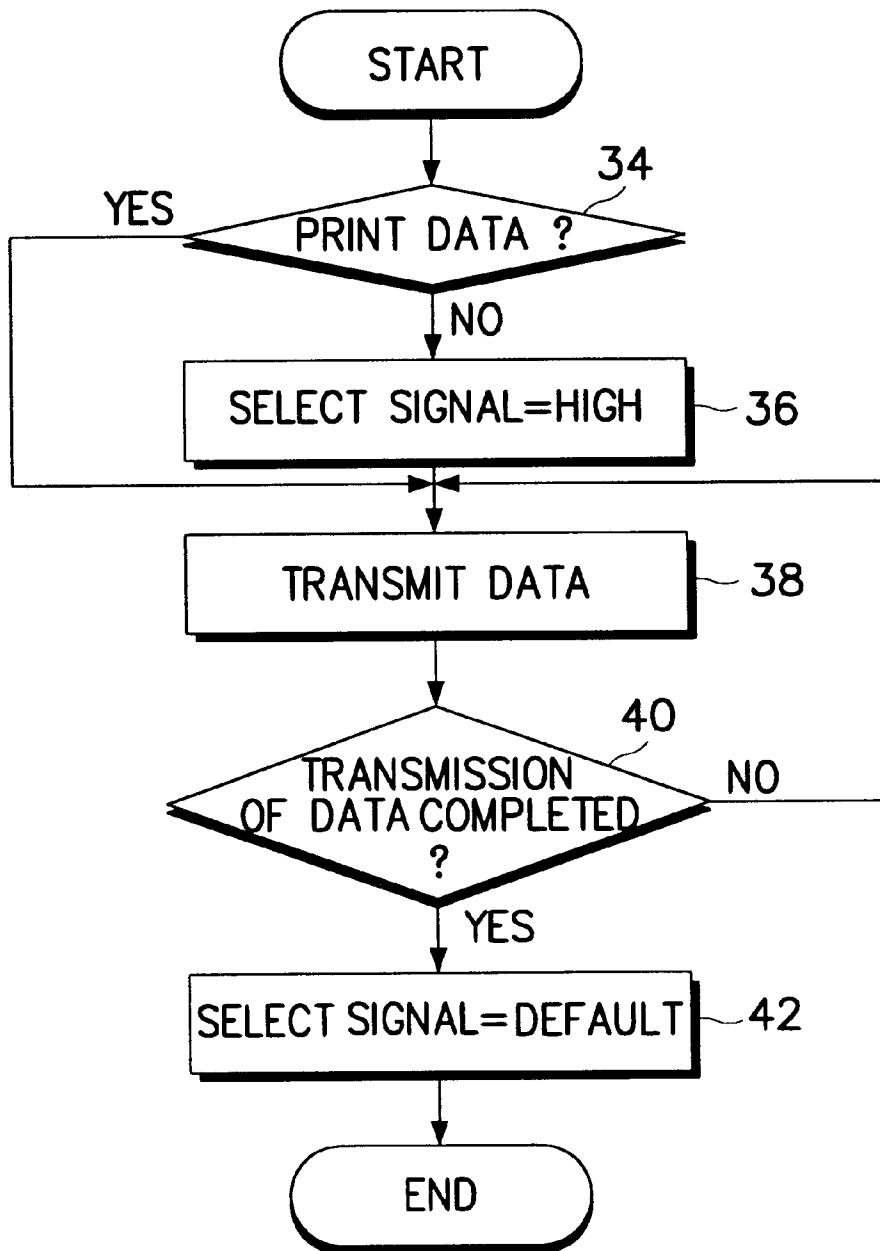 START
34
YES
PRINT DATA ?
NO
SELECT SIGNAL=HIGH
36
TRANSMIT DATA
38
40
TRANSMISSION
OF DATA COMPLETED
?
NO
YES
SELECT SIGNAL=DEFAULT
42
END